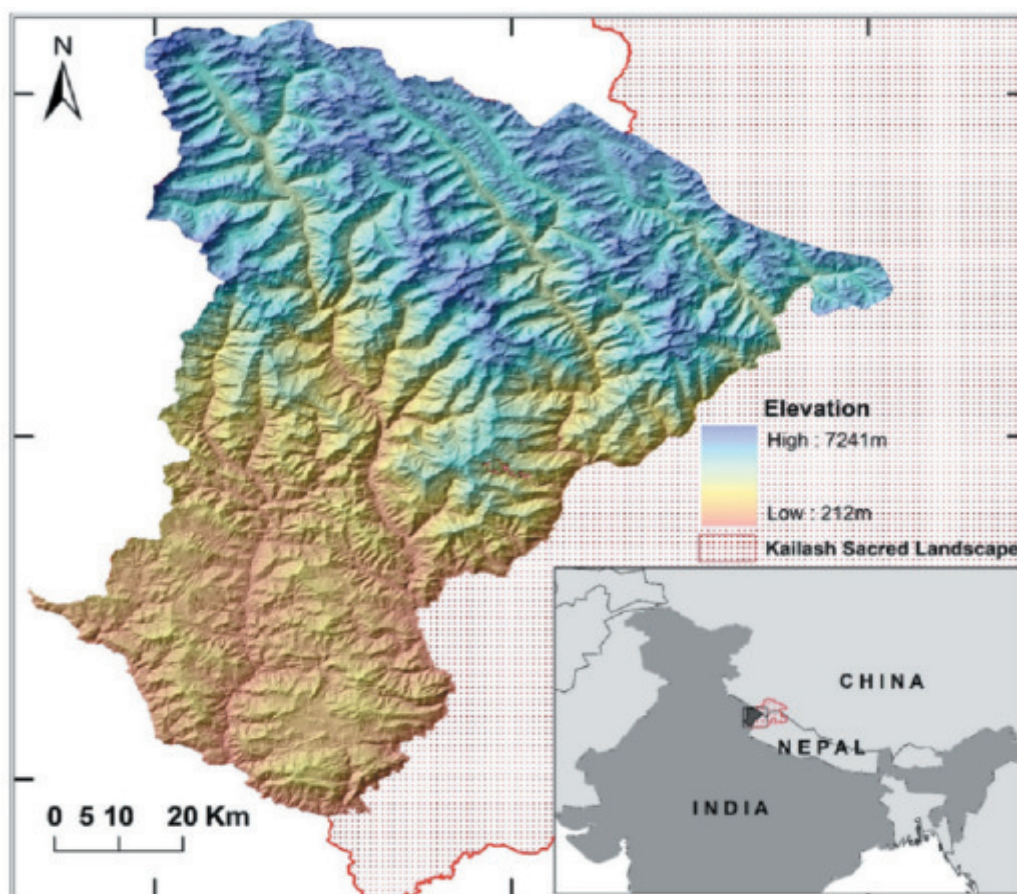 N
Elevation
High : 7241m
Low : 212m
Kailash Sacred Landscape
0 5 10 20 Km
CHINA
NEPAL
INDIA